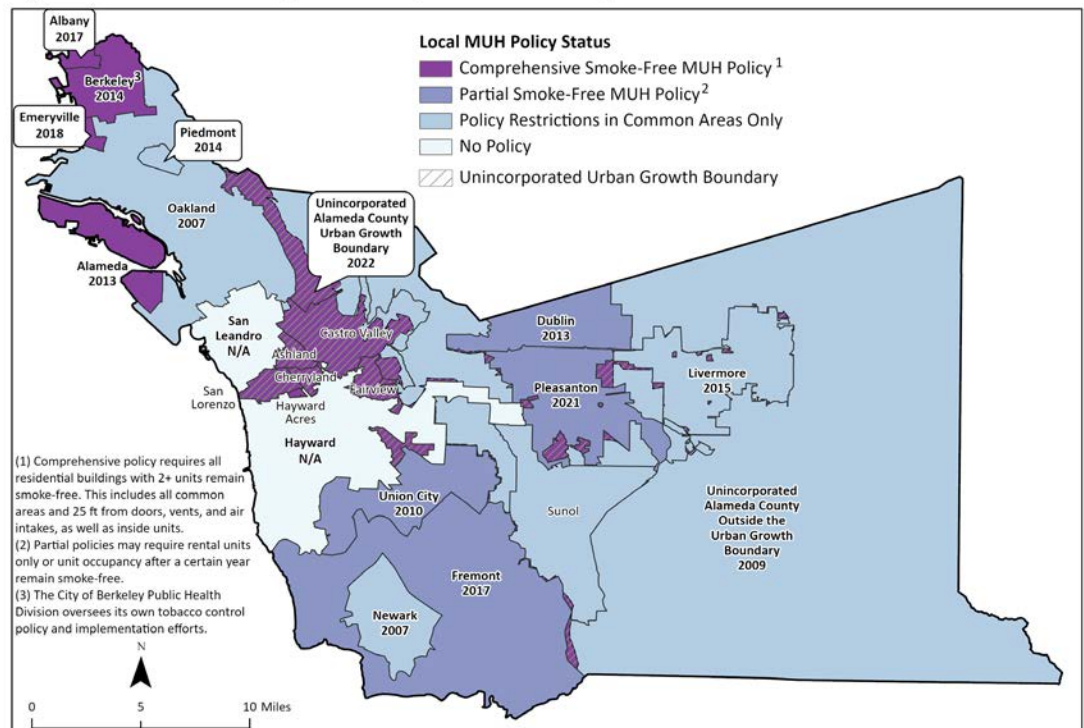 Albany
2017
Berkeley3
2014
Emeryville
2018
Piedmont
2014
Local MUH Policy Status
Comprehensive Smoke-Free MUH Policy 1
Partial Smoke-Free MUH Policy2
Policy Restrictions in Common Areas Only
No Policy
Unincorporated Urban Growth Boundary
Oakland
2007
Unincorporated
Alameda County
Urban Growth
Boundary
2022
Alameda
2013
San
Leandro
N/A
Castro Valley
Ashland
Cherryland
Fairview
San
Lorenzo
Hayward
Acres
Hayward
N/A
Dublin
2013
Pleasanton
2021
Livermore
2015
Union City
2010
Sunol
Unincorporated
Alameda County
Outside the
Urban Growth
Boundary
2009
Fremont
2017
Newark
2007
(1) Comprehensive policy requires all
residential buildings with 2+ units remain
smoke-free. This includes all common
areas and 25 ft from doors, vents, and air
intakes, as well as inside units.
(2) Partial policies may require rental units
only or unit occupancy after a certain year
remain smoke-free.
(3) The City of Berkeley Public Health
Division oversees its own tobacco control
policy and implementation efforts.
N
0 5 10 Miles